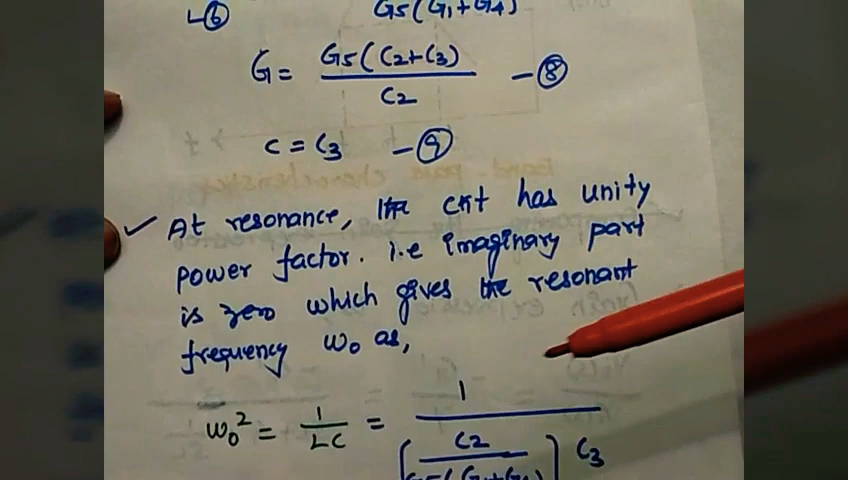 - ⑥ G5(G1+G4)
G = G5(C2+C3) / C2 - ⑧
C = C3 - ⑨
✓ At resonance, the ckt has unity
power factor. i.e imaginary part
is zero which gives the resonant
frequency ω0 as,
ω0² = 1/LC = 1 / [C2 / G5(G1+G4)] C3